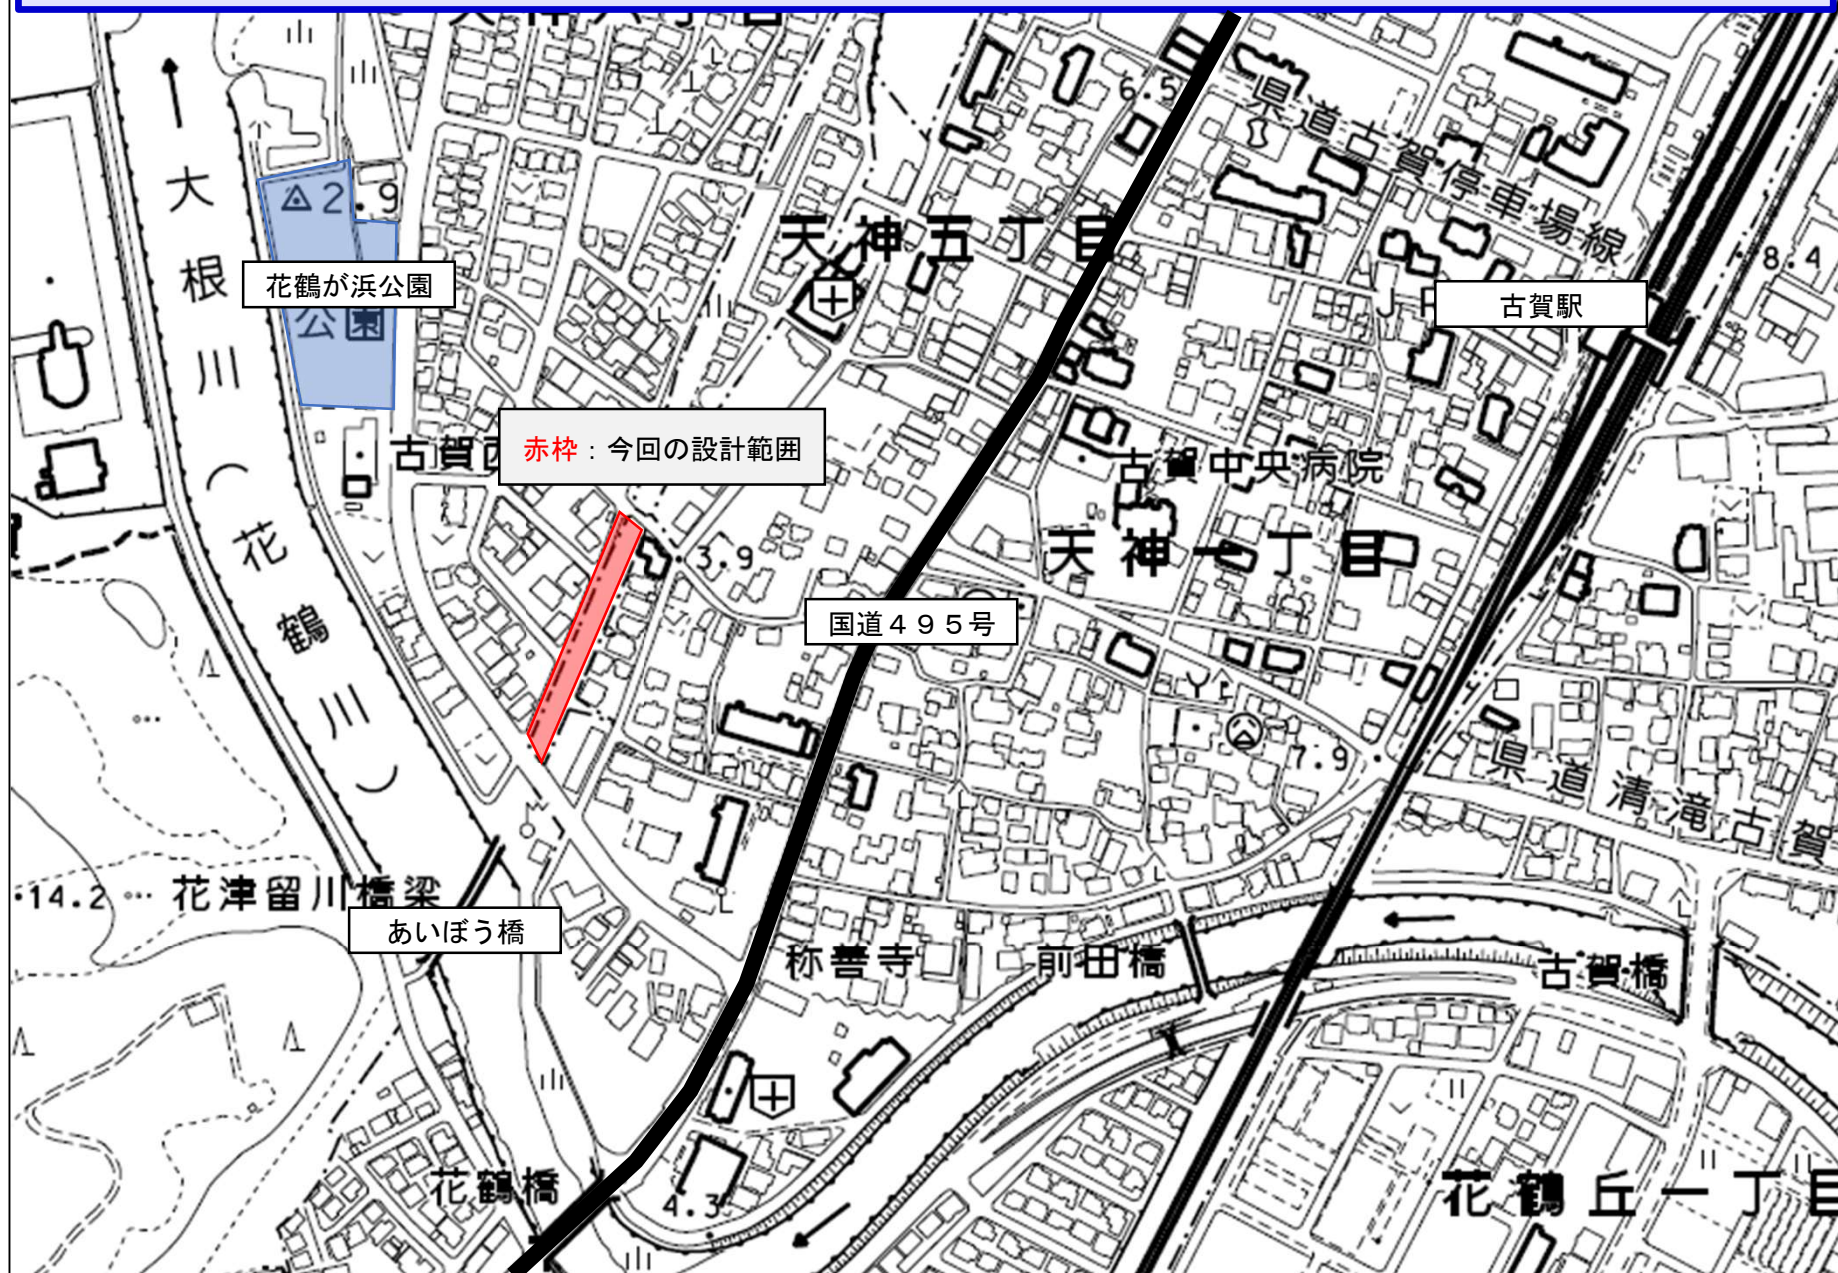 6.5
県道古賀停車場線
大根川(花鶴川)
2.9
天神五丁目
8.4
花鶴が浜公園
古賀駅
公園
赤枠：今回の設計範囲
古賀西
古賀中央病院
天神一丁目
3.9
国道４９５号
7.9
県道清滝古賀
14.2
花津留川橋梁
あいぼう橋
称善寺
前田橋
古賀橋
花鶴橋
4.3
花鶴丘一丁目